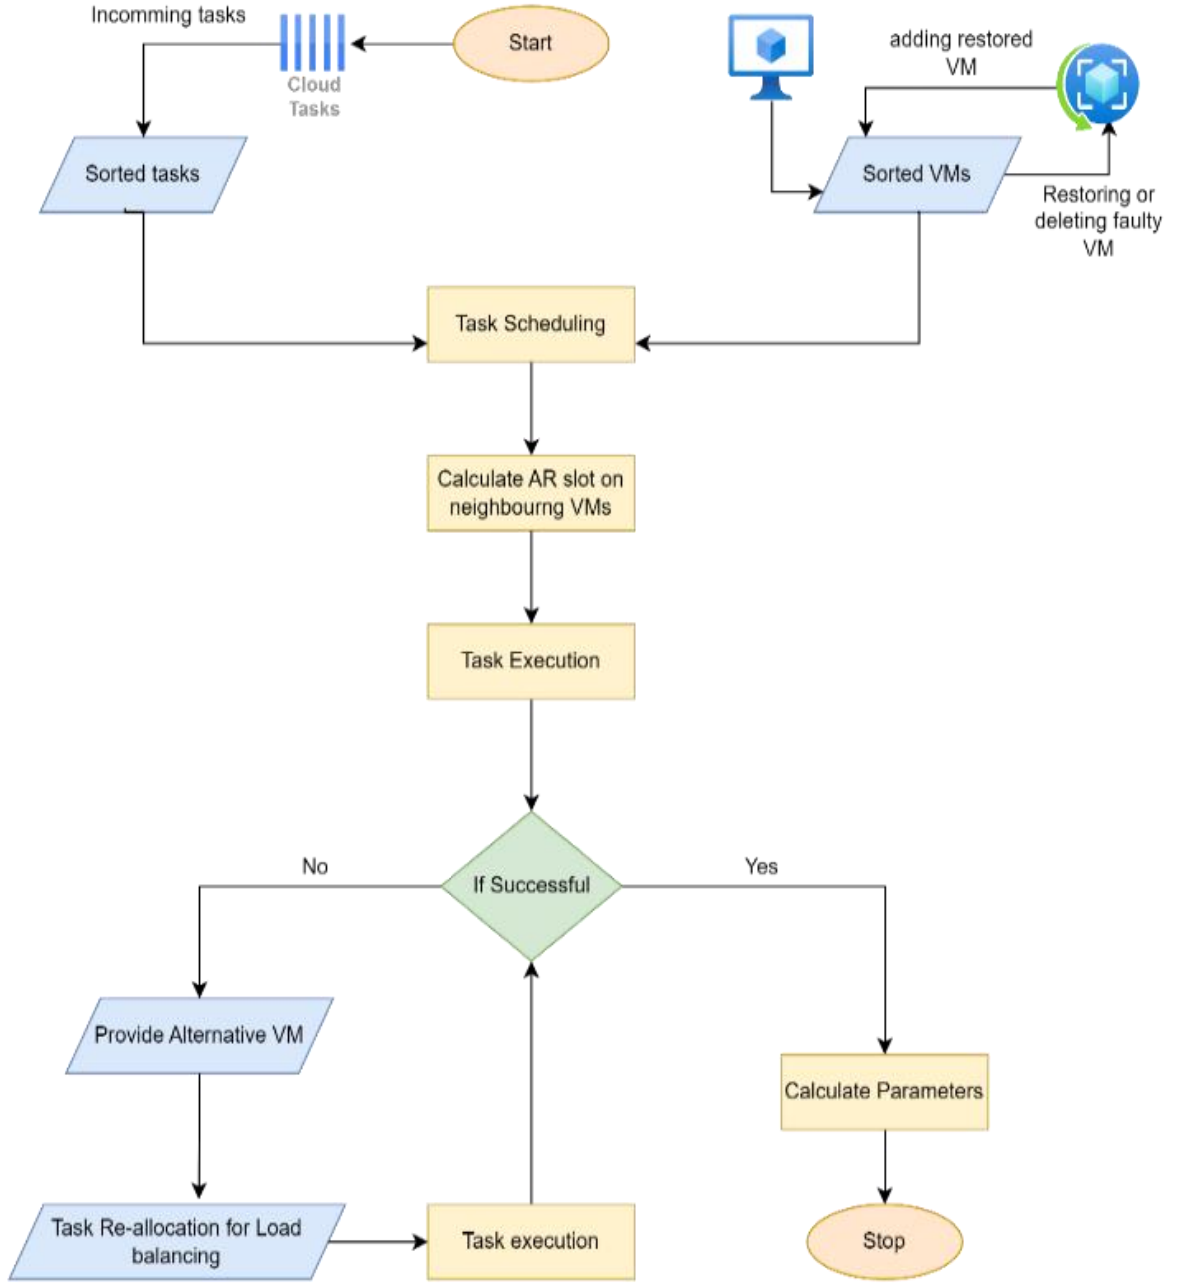 Incomming tasks
Start
Cloud
Tasks
adding restored
VM
Sorted tasks
Sorted VMs
Restoring or
deleting faulty
VM
Task Scheduling
Calculate AR slot on
neighbourng VMs
Task Execution
No
If Successful
Yes
Provide Alternative VM
Calculate Parameters
Task Re-allocation for Load
balancing
Task execution
Stop